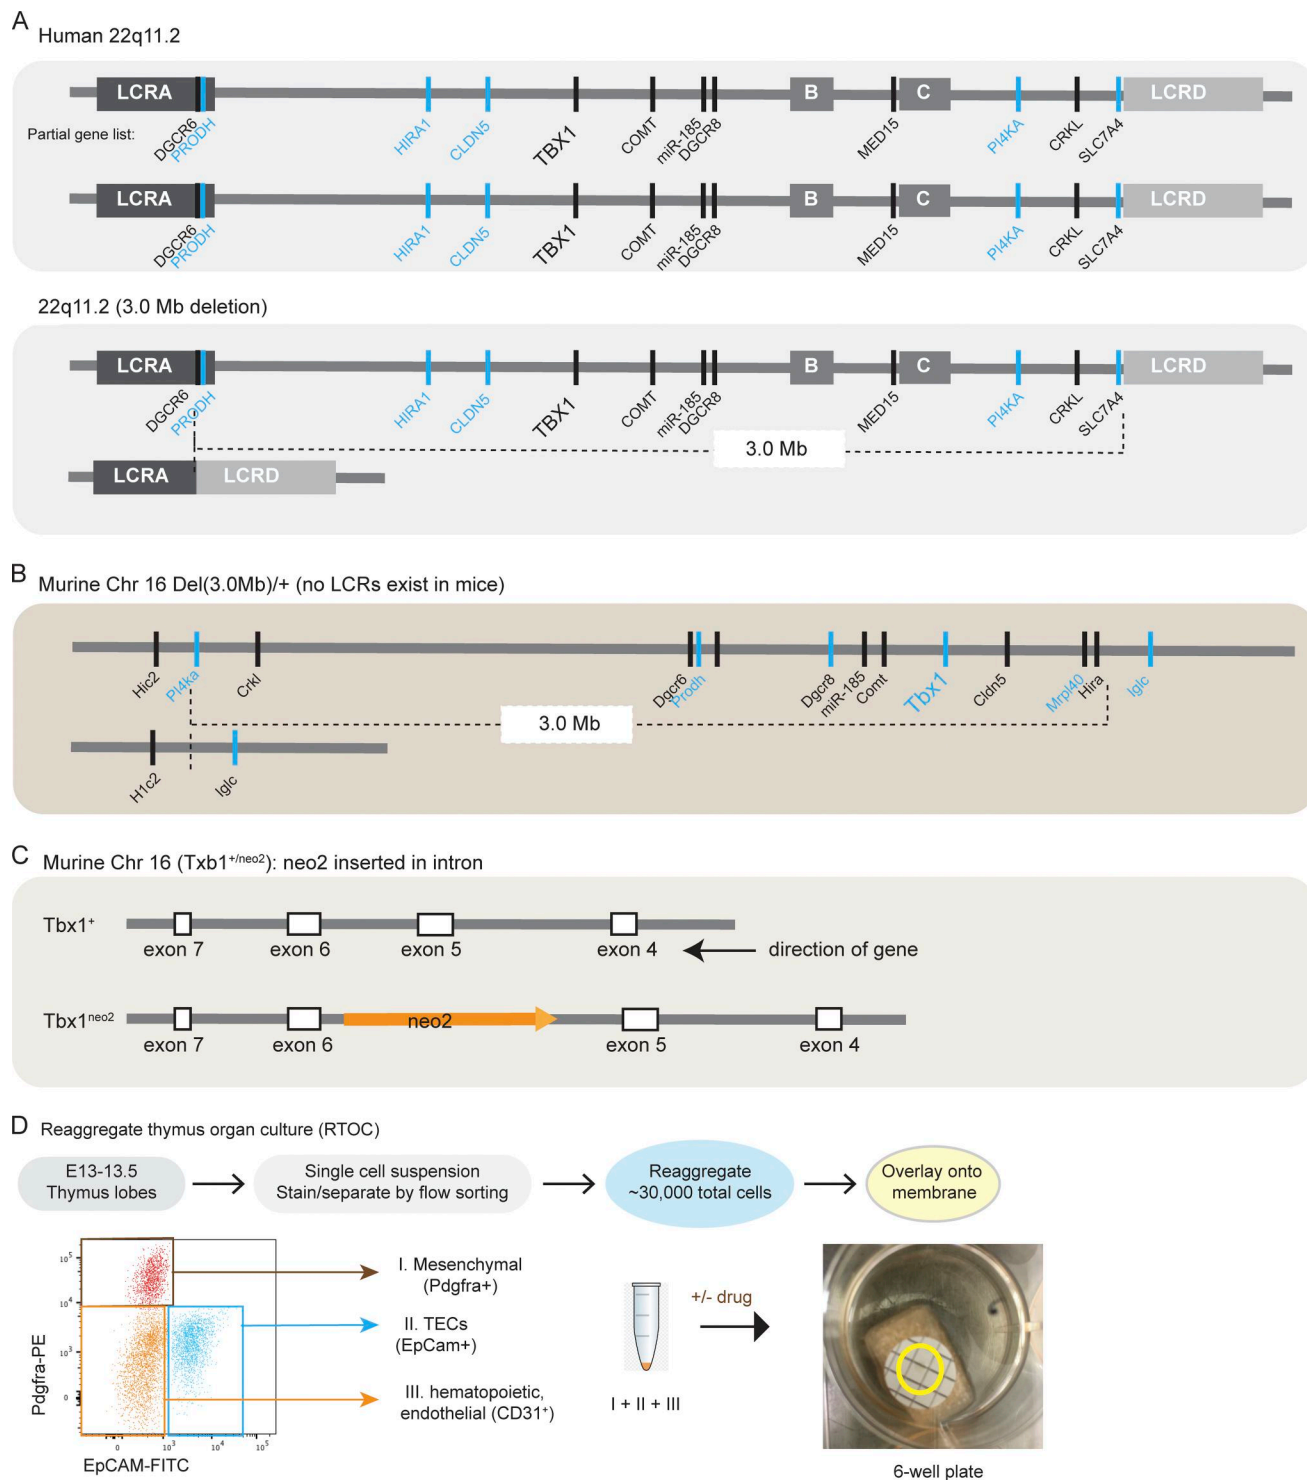 A
Human 22q11.2
LCRA B C LCRD
Partial gene list:
DGCR6 PRODH HIRA1 CLDN5 TBX1 COMT miR-185 DGCR8 MED15 PI4KA CRKL SLC7A4
LCRA B C LCRD
DGCR6 PRODH HIRA1 CLDN5 TBX1 COMT miR-185 DGCR8 MED15 PI4KA CRKL SLC7A4
22q11.2 (3.0 Mb deletion)
LCRA B C LCRD
DGCR6 PRODH HIRA1 CLDN5 TBX1 COMT miR-185 DGCR8 MED15 PI4KA CRKL SLC7A4
3.0 Mb
LCRA LCRD
B
Murine Chr 16 Del(3.0Mb)/+ (no LCRs exist in mice)
Hic2 PI4ka Crkl Dgcr6 Prodh Dgcr8 miR-185 Comt Tbx1 Cldn5 Mrpl40 Hira Iglc
3.0 Mb
H1c2 Iglc
C
Murine Chr 16 (Txb1+/neo2): neo2 inserted in intron
Tbx1+
exon 7 exon 6 exon 5 exon 4 direction of gene
Tbx1neo2 neo2
exon 7 exon 6 exon 5 exon 4
D
Reaggregate thymus organ culture (RTOC)
E13-13.5
Thymus lobes
Single cell suspension
Stain/separate by flow sorting
Reaggregate
~30,000 total cells
Overlay onto
membrane
Pdgfra-PE
105
104
103
0
0 103 104 105
EpCAM-FITC
I. Mesenchymal
(Pdgfra+)
II. TECs
(EpCam+)
III. hematopoietic,
endothelial (CD31+)
+/- drug
I + II + III
6-well plate